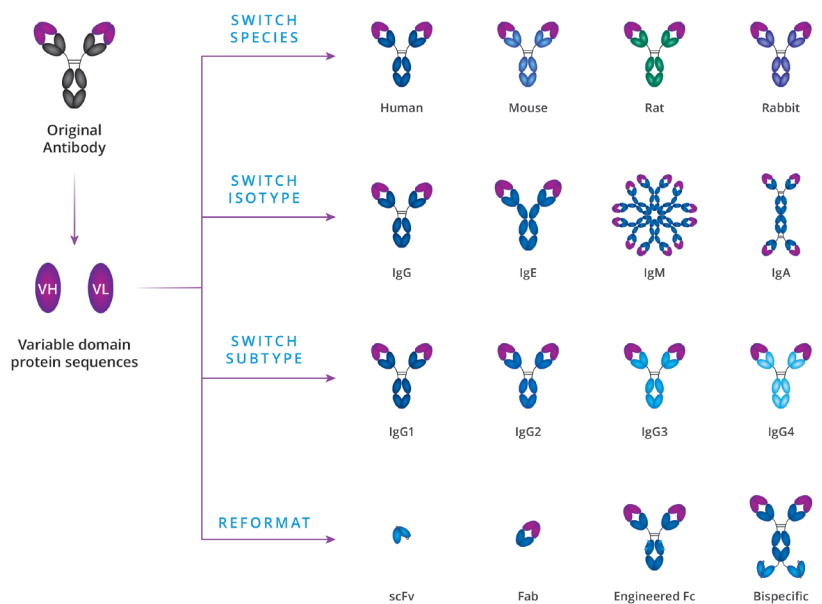 Original
Antibody
VH
VL
Variable domain
protein sequences
SWITCH
SPECIES
Human
Mouse
Rat
Rabbit
SWITCH
ISOTYPE
IgG
IgE
IgM
IgA
SWITCH
SUBTYPE
IgG1
IgG2
IgG3
IgG4
REFORMAT
scFv
Fab
Engineered Fc
Bispecific